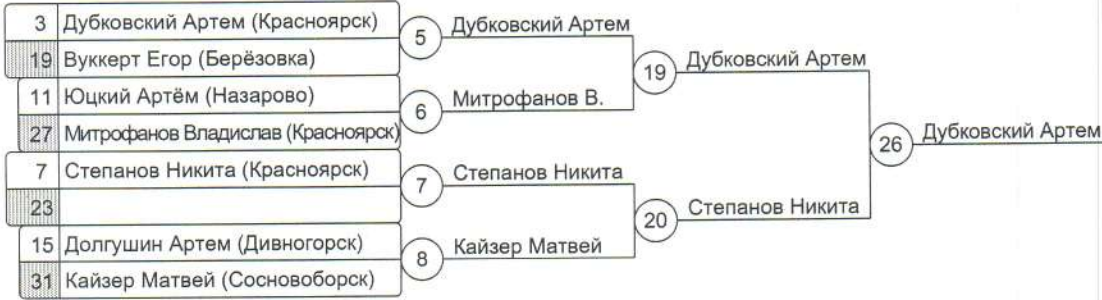 3 Дубковский Артем (Красноярск)
19 Вуккерт Егор (Берёзовка)
5 Дубковский Артем
11 Юцкий Артём (Назарово)
27 Митрофанов Владислав (Красноярск)
6 Митрофанов В.
19 Дубковский Артем
7 Степанов Никита (Красноярск)
23
7 Степанов Никита
15 Долгушин Артем (Дивногорск)
31 Кайзер Матвей (Сосновоборск)
8 Кайзер Матвей
20 Степанов Никита
26 Дубковский Артем